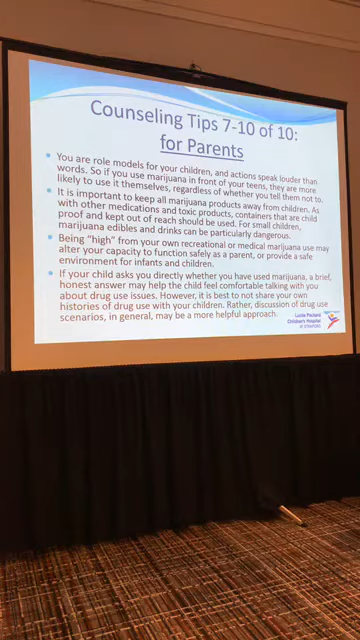 Counseling Tips 7-10 of 10:
for Parents
• You are role models for your children, and actions speak louder than
words. So if you use marijuana in front of your teens, they are more
likely to use it themselves, regardless of whether you tell them not to.
• It is important to keep all marijuana products away from children. As
with other medications and toxic products, containers that are child
proof and kept out of reach should be used. For small children,
marijuana edibles and drinks can be particularly dangerous.
• Being “high” from your own recreational or medical marijuana use may
alter your capacity to function safely as a parent, or provide a safe
environment for infants and children.
• If your child asks you directly whether you have used marijuana, a brief,
honest answer may help the child feel comfortable talking with you
about drug use issues. However, it is best to not share your own
histories of drug use with your children. Rather, discussion of drug use
scenarios, in general, may be a more helpful approach.
Lucile Packard
Children's Hospital
AT STANFORD